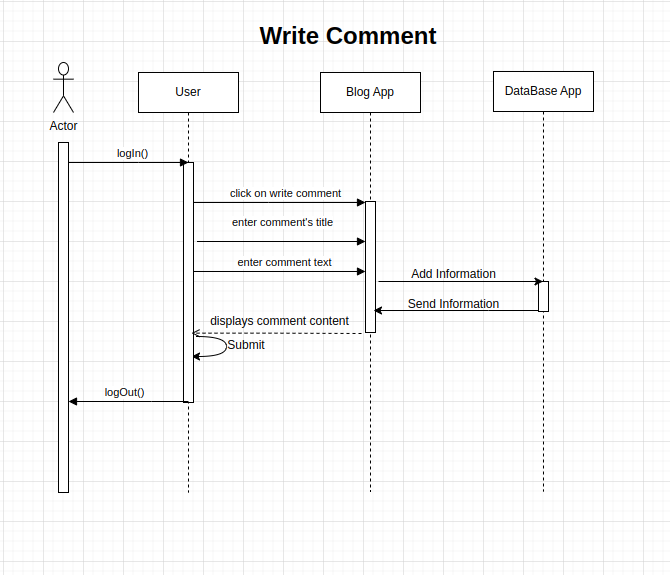 Write Comment
User
Blog App
DataBase App
Actor
logIn()
click on write comment
enter comment's title
enter comment text
Add Information
Send Information
displays comment content
Submit
logOut()